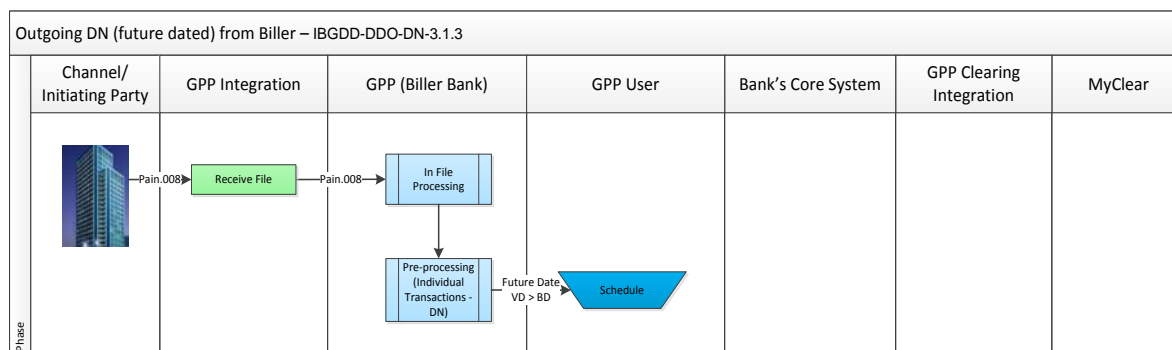 Outgoing DN (future dated) from Biller – IBGDD-DDO-DN-3.1.3
Phase
Channel/
Initiating Party
GPP Integration
GPP (Biller Bank)
GPP User
Bank's Core System
GPP Clearing
Integration
MyClear
Pain.008
Receive File
Pain.008
In File
Processing
Pre-processing
(Individual
Transactions -
DN)
Future Date
VD > BD
Schedule